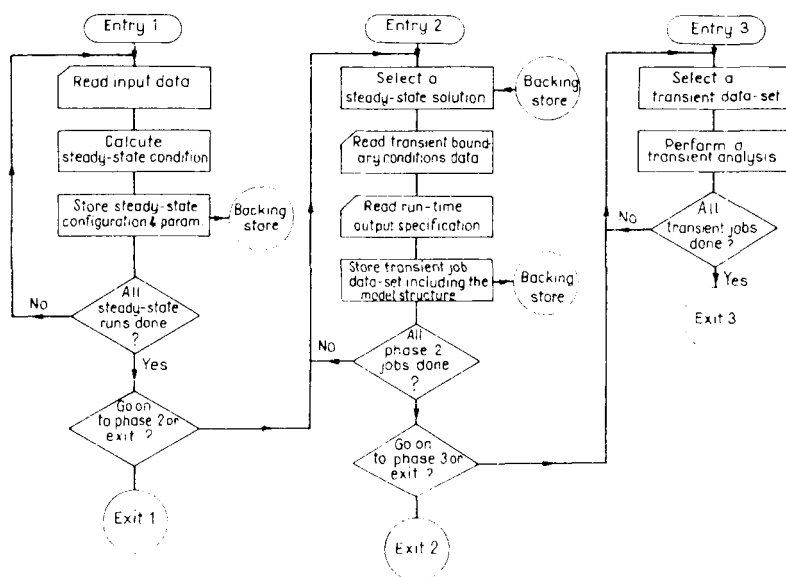 Entry 1
Read input data
Calculate
steady-state condition
Store steady-state
configuration & param.
Backing
store
No
All
steady-state
runs done
?
Yes
Go on
to phase 2 or
exit ?
Exit 1
Entry 2
Select a
steady-state solution
Backing
store
Read transient bound-
ary conditions data
Read run-time
output specification
Store transient job
data-set including the
model structure
Backing
store
No
All
phase 2
jobs done
?
Go on
to phase 3 or
exit ?
Exit 2
Entry 3
Select a
transient data-set
Perform a
transient analysis
No
All
transient jobs
done ?
Yes
Exit 3